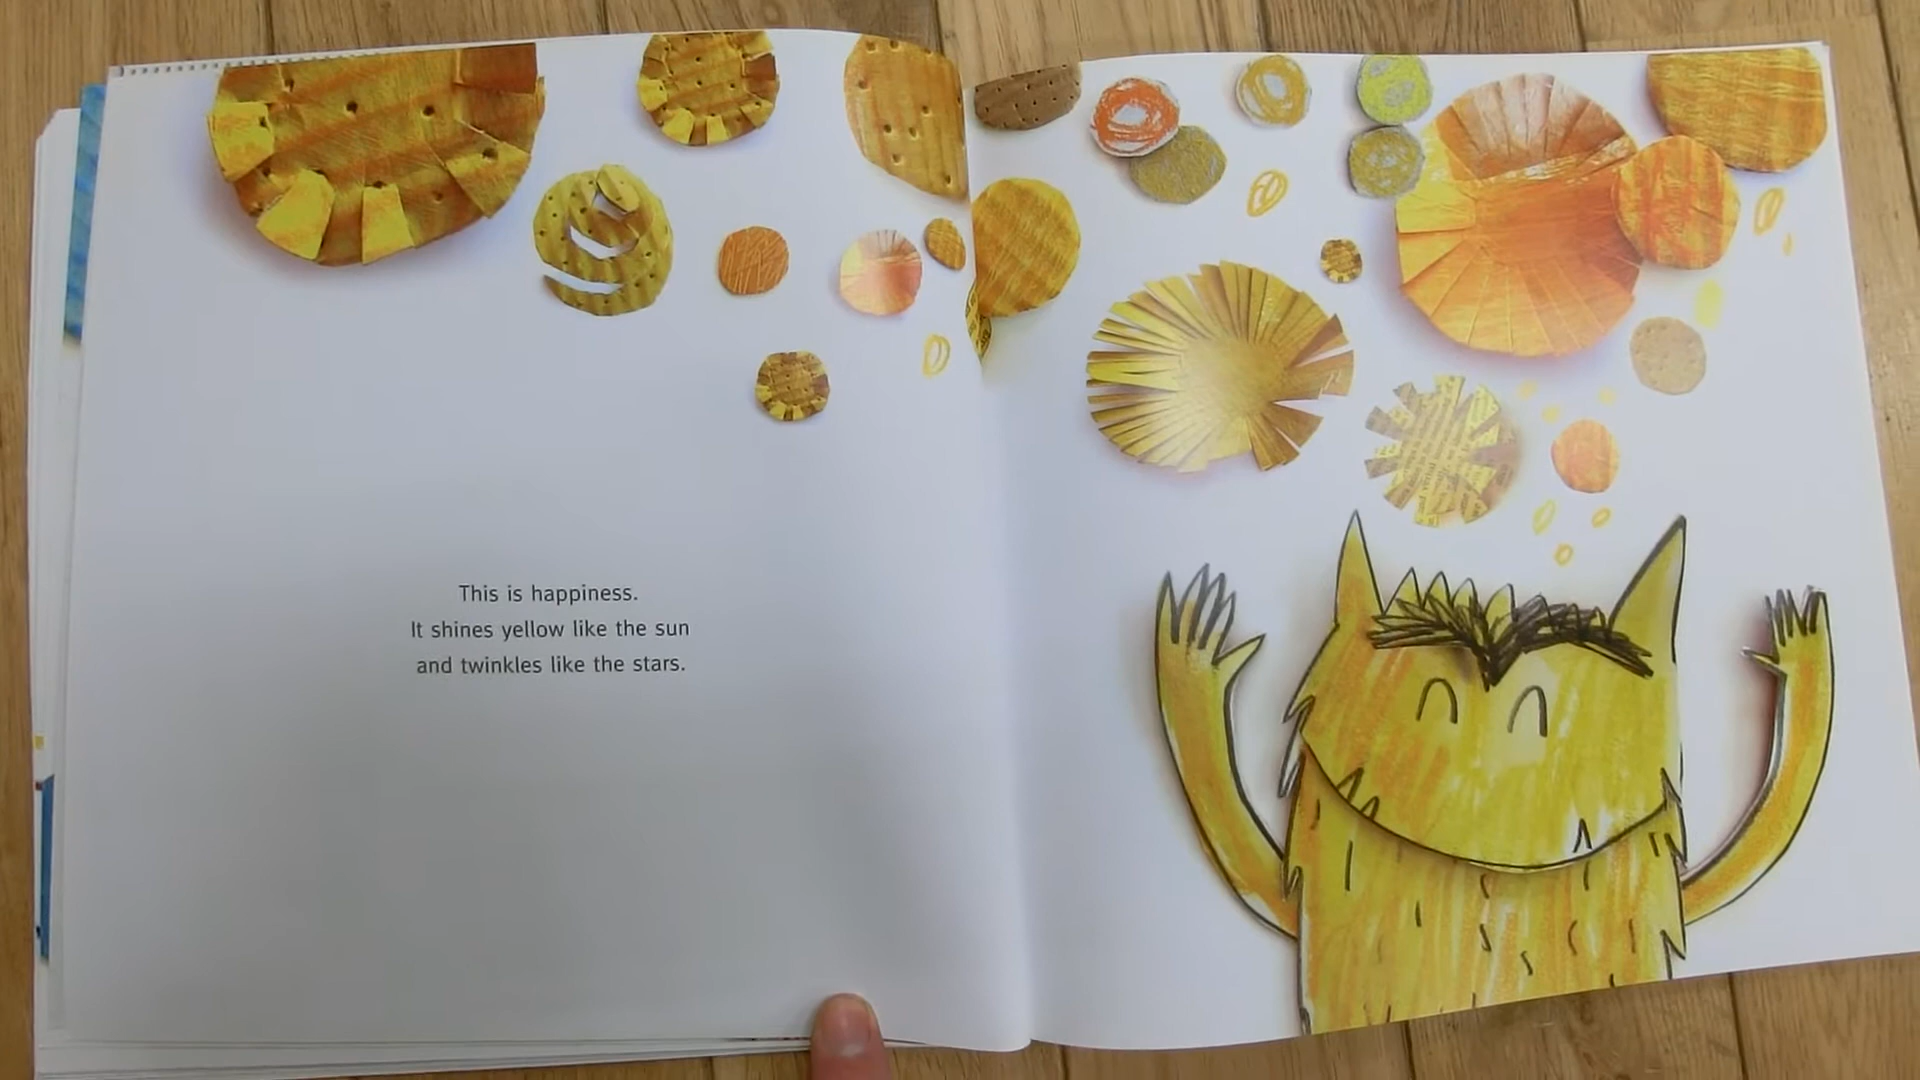 This is happiness.
It shines yellow like the sun
and twinkles like the stars.